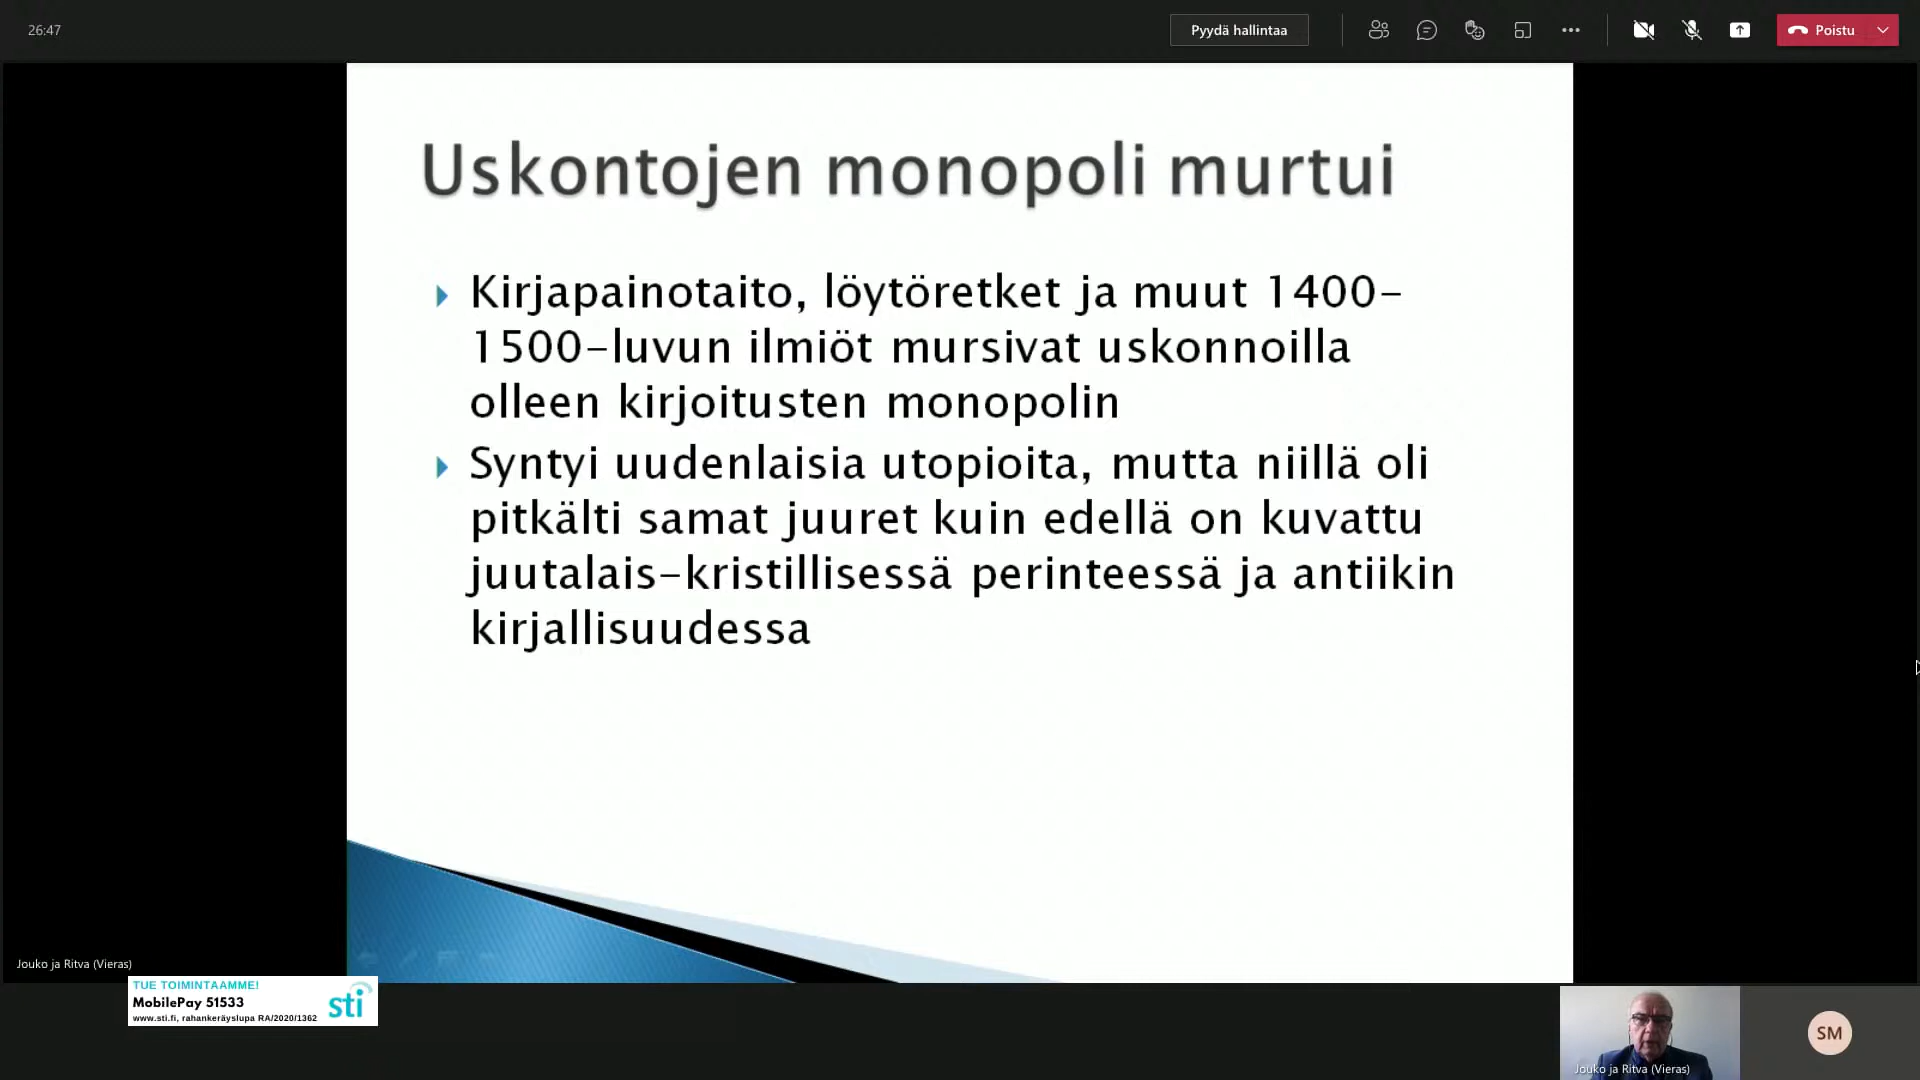 26:47
Pyydä hallintaa
Poistu
Uskontojen monopoli murtui
Kirjapainotaito, löytöretket ja muut 1400-
1500-luvun ilmiöt mursivat uskonnoilla
olleen kirjoitusten monopolin
Syntyi uudenlaisia utopioita, mutta niillä oli
pitkälti samat juuret kuin edellä on kuvattu
juutalais-kristillisessä perinteessä ja antiikin
kirjallisuudessa
Jouko ja Ritva (Vieras)
TUE TOIMINTAAMME!
MobilePay 51533
www.sti.fi, rahankeräyslupa RA/2020/1362
sti
Jouko ja Ritva (Vieras)
SM